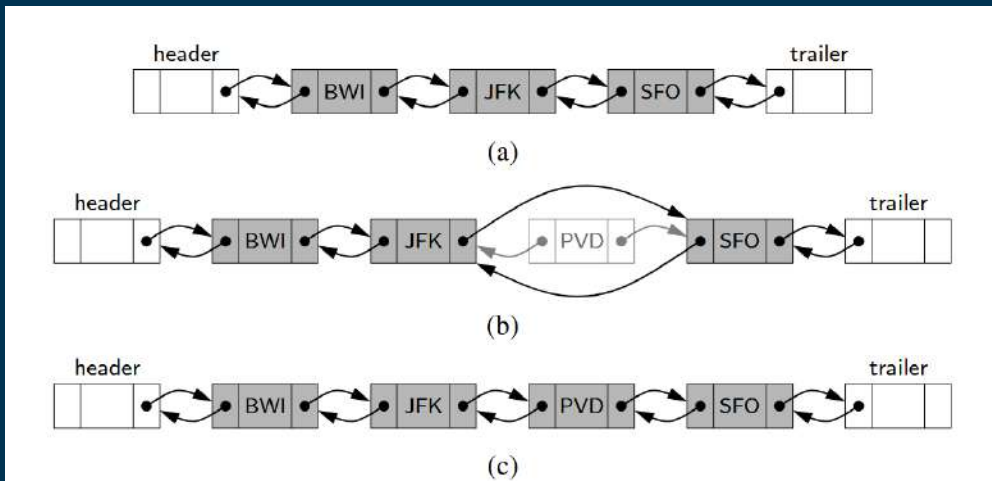 header trailer
BWI JFK SFO
(a)
header trailer
BWI JFK PVD SFO
(b)
header trailer
BWI JFK PVD SFO
(c)